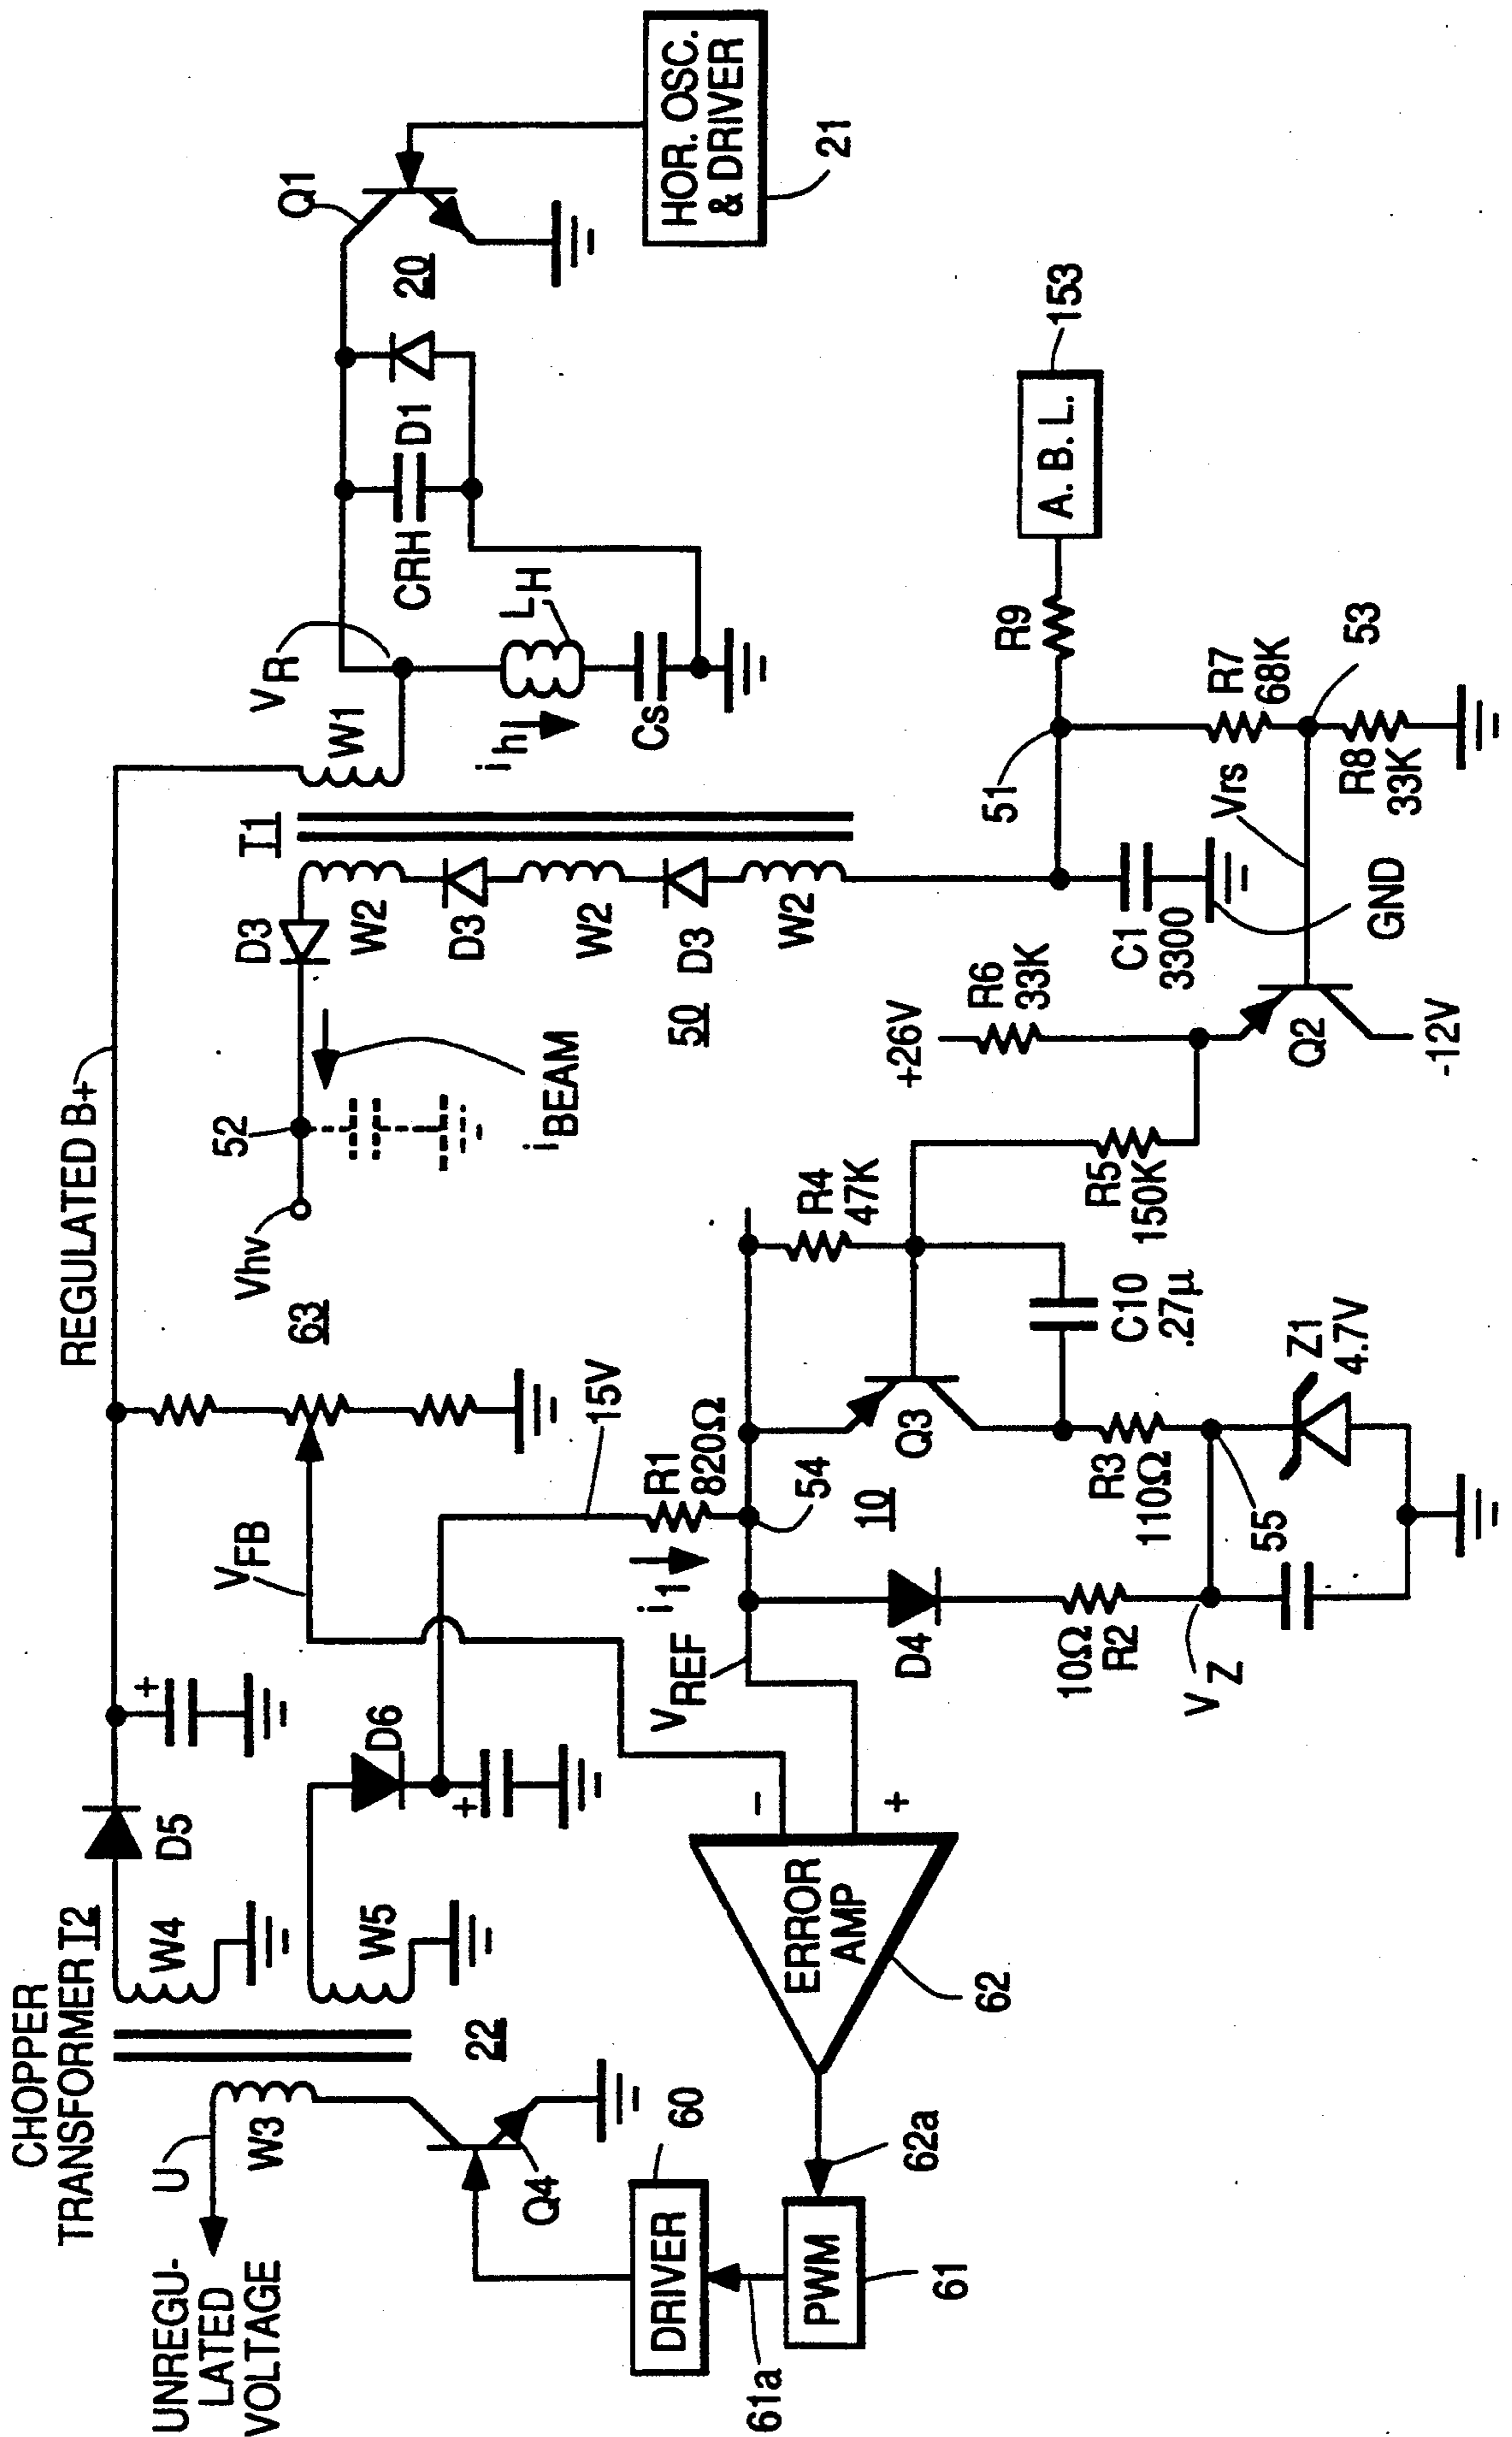 CHOPPER
TRANSFORMER T2
REGULATED B+
UNREGU-
LATED
VOLTAGE
U
W3
W4
D5
+
22
W5
D6
+
Q4
DRIVER
60
61a
PWM
61
62a
ERROR
AMP
62
-
+
VFB
VREF
63
Vhv
52
iBEAM
15V
i1
R1
820Ω
54
D4
10Ω
R2
VZ
10
Q3
R3
110Ω
55
Z1
4.7V
R4
47K
C10
.27µ
R5
150K
+26V
R6
33K
Q2
-12V
C1
3300
GND
Vrs
50
D3
W2
D3
W2
D3
W2
T1
W1
VR
ih
LH
Cs
CRH
D1
20
Q1
HOR. OSC.
& DRIVER
21
51
R9
A. B. L.
153
R7
68K
53
R8
33K